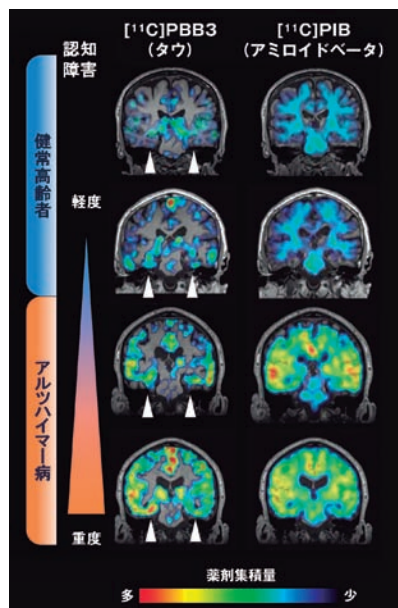 [¹¹C]PBB3
(タウ)
[¹¹C]PIB
(アミロイドベータ)
認知
障害
健常高齢者
軽度
アルツハイマー病
重度
薬剤集積量
多
少